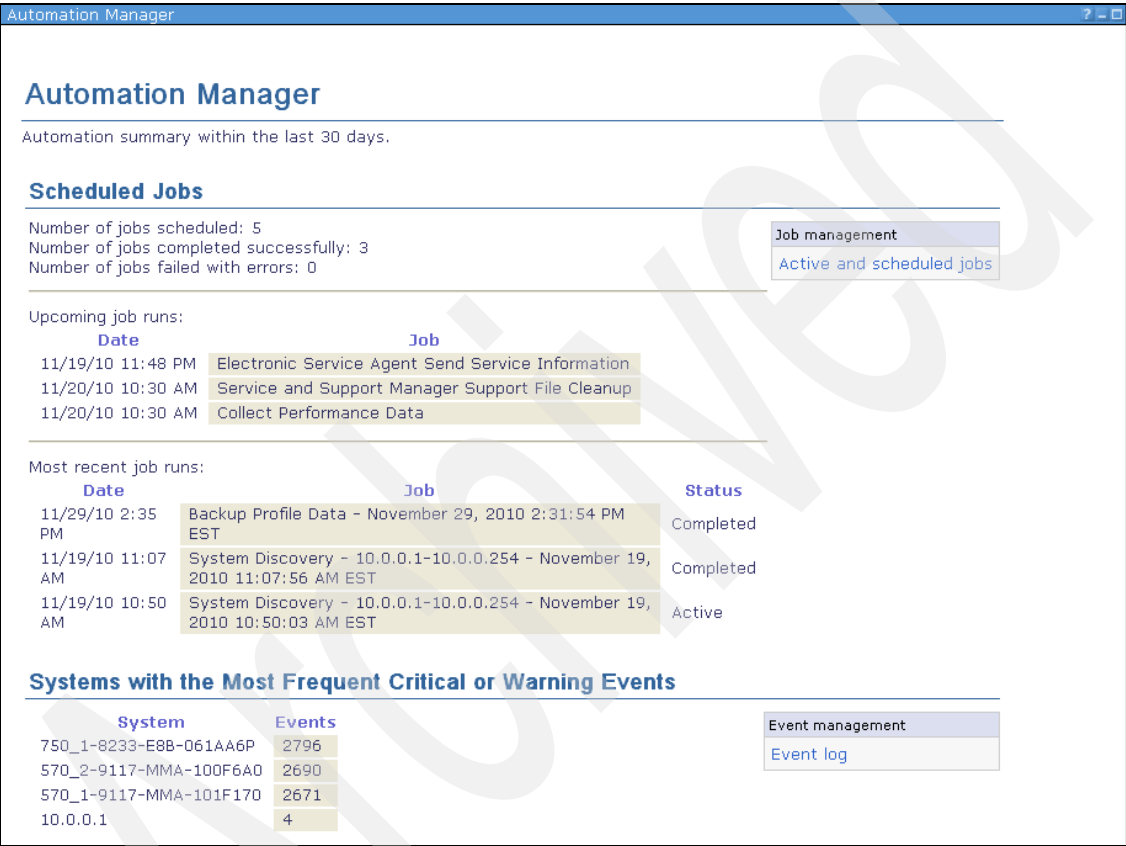 Automation Manager
? – □
Automation Manager
Automation summary within the last 30 days.
Scheduled Jobs
Number of jobs scheduled: 5
Number of jobs completed successfully: 3
Number of jobs failed with errors: 0
Job management
Active and scheduled jobs
Upcoming job runs:
Date Job
11/19/10 11:48 PM Electronic Service Agent Send Service Information
11/20/10 10:30 AM Service and Support Manager Support File Cleanup
11/20/10 10:30 AM Collect Performance Data
Most recent job runs:
Date Job Status
11/29/10 2:35 PM Backup Profile Data - November 29, 2010 2:31:54 PM EST Completed
11/19/10 11:07 AM System Discovery - 10.0.0.1-10.0.0.254 - November 19, 2010 11:07:56 AM EST Completed
11/19/10 10:50 AM System Discovery - 10.0.0.1-10.0.0.254 - November 19, 2010 10:50:03 AM EST Active
Systems with the Most Frequent Critical or Warning Events
System Events
750_1-8233-E8B-061AA6P 2796
570_2-9117-MMA-100F6A0 2690
570_1-9117-MMA-101F170 2671
10.0.0.1 4
Event management
Event log
Archived